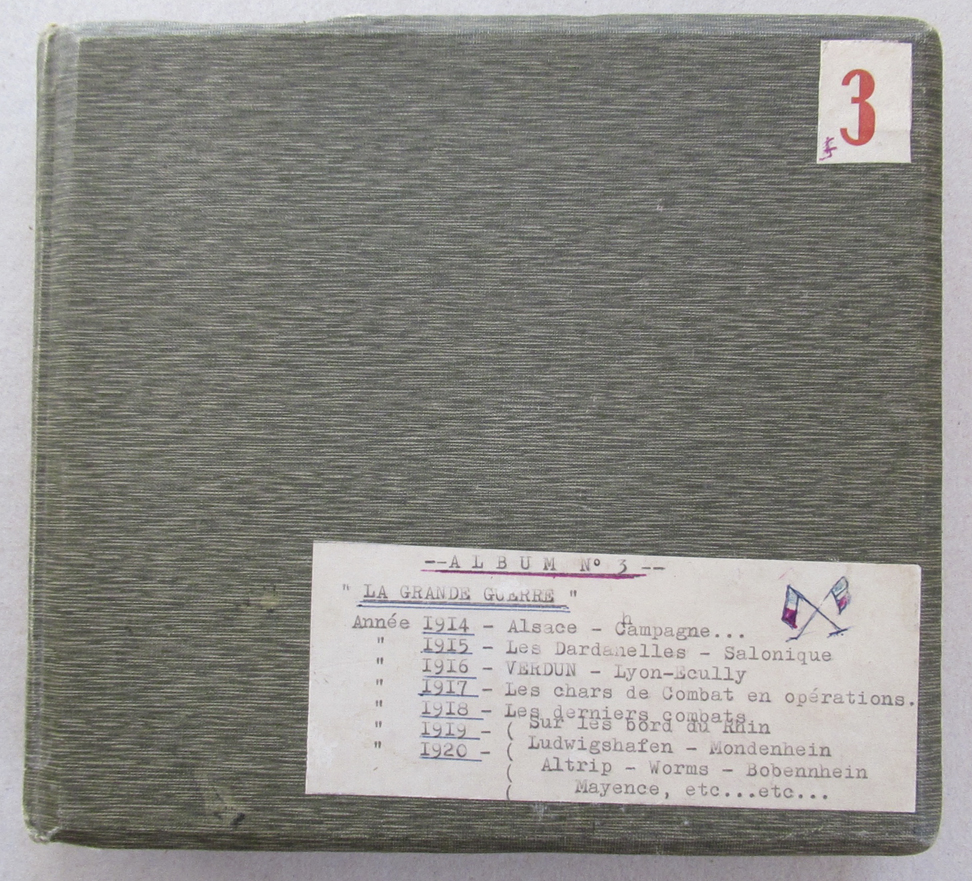 3
--A L B U M N° 3 --
" LA GRANDE GUERRE "
Année 1914 - Alsace - Champagne...
" 1915 - Les Dardanelles - Salonique
" 1916 - VERDUN - Lyon-Ecully
" 1917 - Les chars de Combat en opérations.
" 1918 - Les derniers combats
" 1919 - ( Sur les bord du Rhin
" 1920 - ( Ludwigshafen - Mondenhein
( Altrip - Worms - Bobennhein
( Mayence, etc...etc...